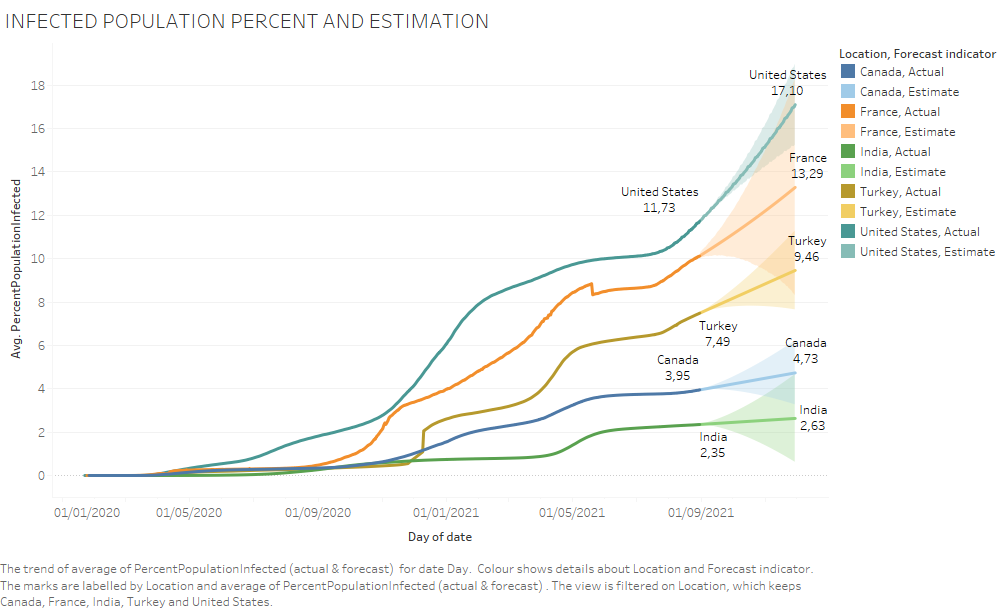 INFECTED POPULATION PERCENT AND ESTIMATION
Location, Forecast indicator
Canada, Actual
Canada, Estimate
France, Actual
France, Estimate
India, Actual
India, Estimate
Turkey, Actual
Turkey, Estimate
United States, Actual
United States, Estimate
Avg. PercentPopulationInfected
18
16
14
12
10
8
6
4
2
0
United States
17,10
France
13,29
United States
11,73
Turkey
9,46
Turkey
7,49
Canada
4,73
Canada
3,95
India
2,63
India
2,35
01/01/2020
01/05/2020
01/09/2020
01/01/2021
01/05/2021
01/09/2021
Day of date
The trend of average of PercentPopulationInfected (actual & forecast)  for date Day.  Colour shows details about Location and Forecast indicator.
The marks are labelled by Location and average of PercentPopulationInfected (actual & forecast) . The view is filtered on Location, which keeps
Canada, France, India, Turkey and United States.